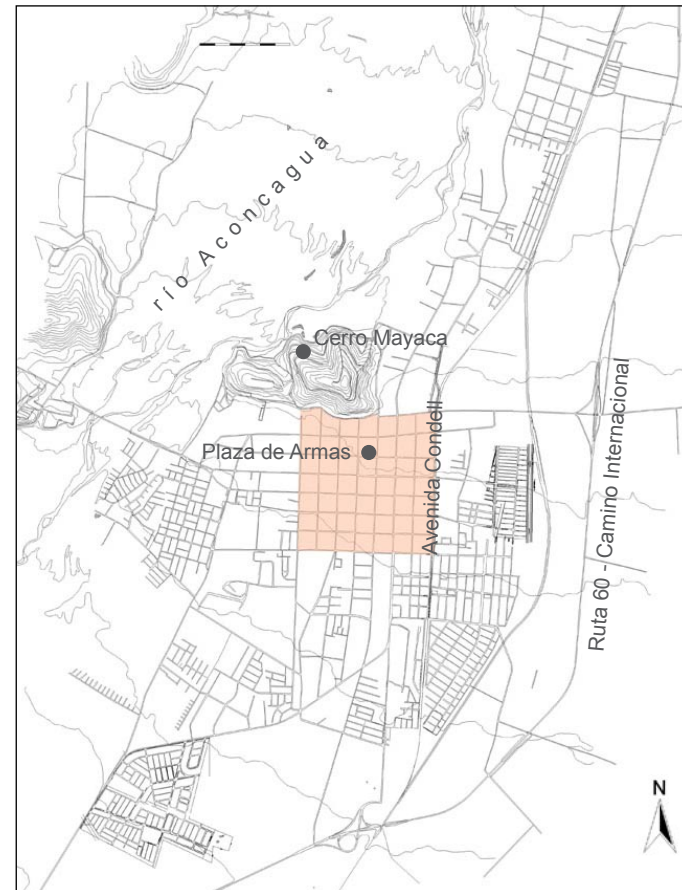 río Aconcagua
Cerro Mayaca
Plaza de Armas
Avenida Condell
Ruta 60 - Camino Internacional
N